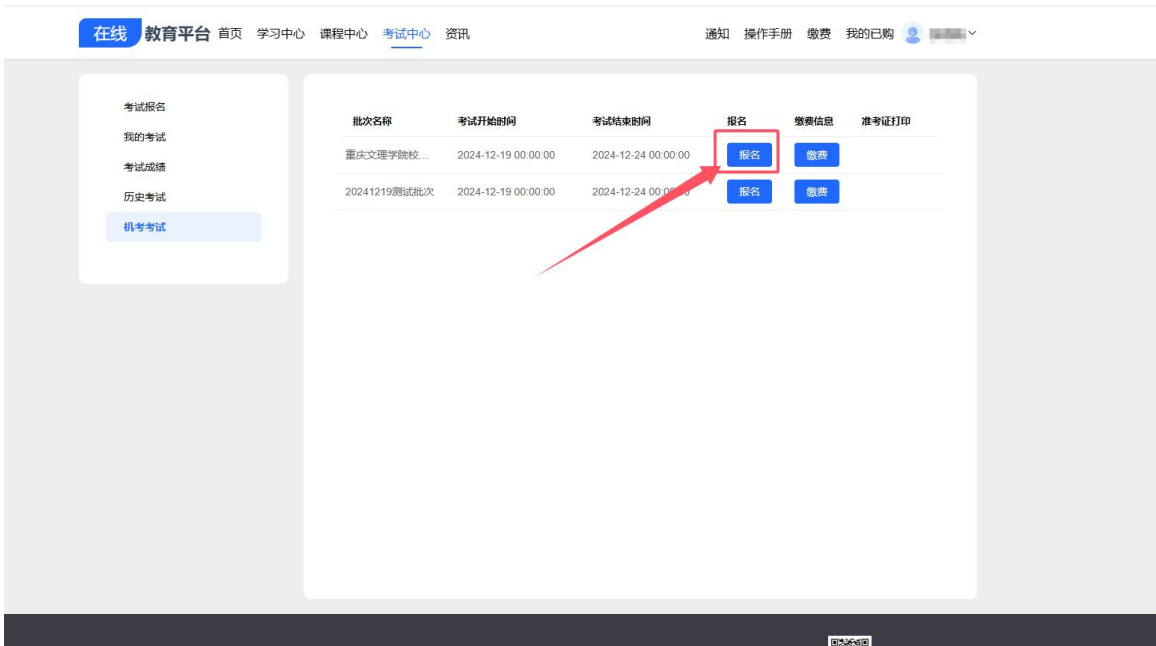 在线 教育平台 首页 学习中心 课程中心 考试中心 资讯 通知 操作手册 缴费 我的已购
考试报名
我的考试
考试成绩
历史考试
机考考试
批次名称 考试开始时间 考试结束时间 报名 缴费信息 准考证打印
重庆文理学院校... 2024-12-19 00:00:00 2024-12-24 00:00:00 报名 缴费
20241219测试批次 2024-12-19 00:00:00 2024-12-24 00:00:00 报名 缴费